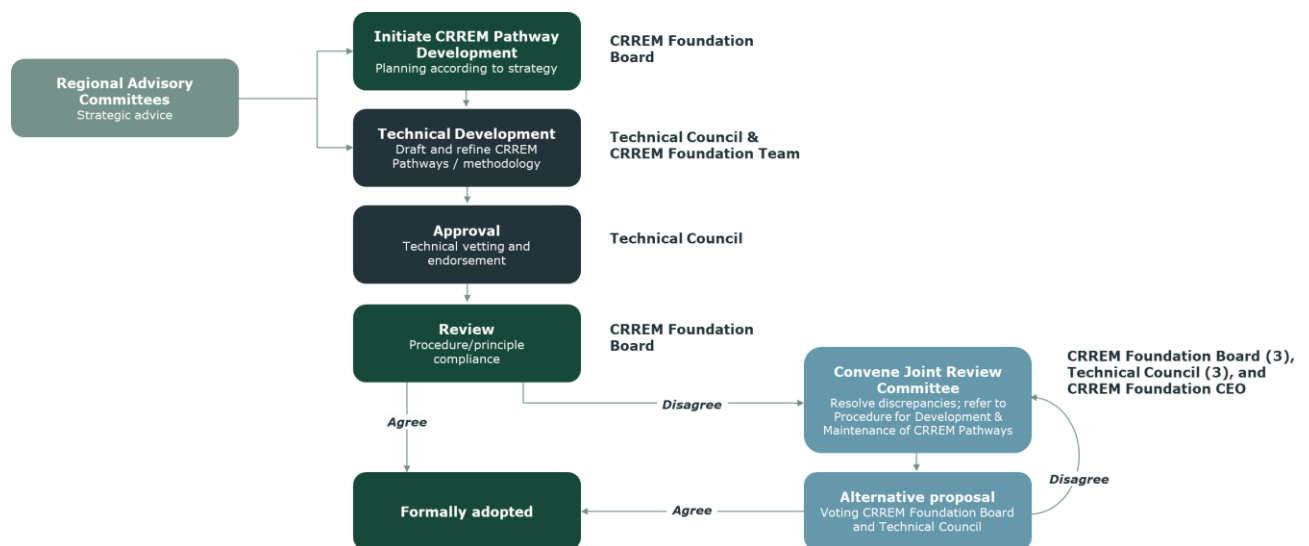 Initiate CRREM Pathway
Development
Planning according to strategy
CRREM Foundation
Board
Regional Advisory
Committees
Strategic advice
Technical Development
Draft and refine CRREM
Pathways / methodology
Technical Council &
CRREM Foundation Team
Approval
Technical vetting and
endorsement
Technical Council
Review
Procedure/principle
compliance
CRREM Foundation
Board
Convene Joint Review
Committee
Resolve discrepancies; refer to
Procedure for Development &
Maintenance of CRREM Pathways
CRREM Foundation Board (3),
Technical Council (3), and
CRREM Foundation CEO
Disagree
Agree
Disagree
Formally adopted
Agree
Alternative proposal
Voting CRREM Foundation Board
and Technical Council